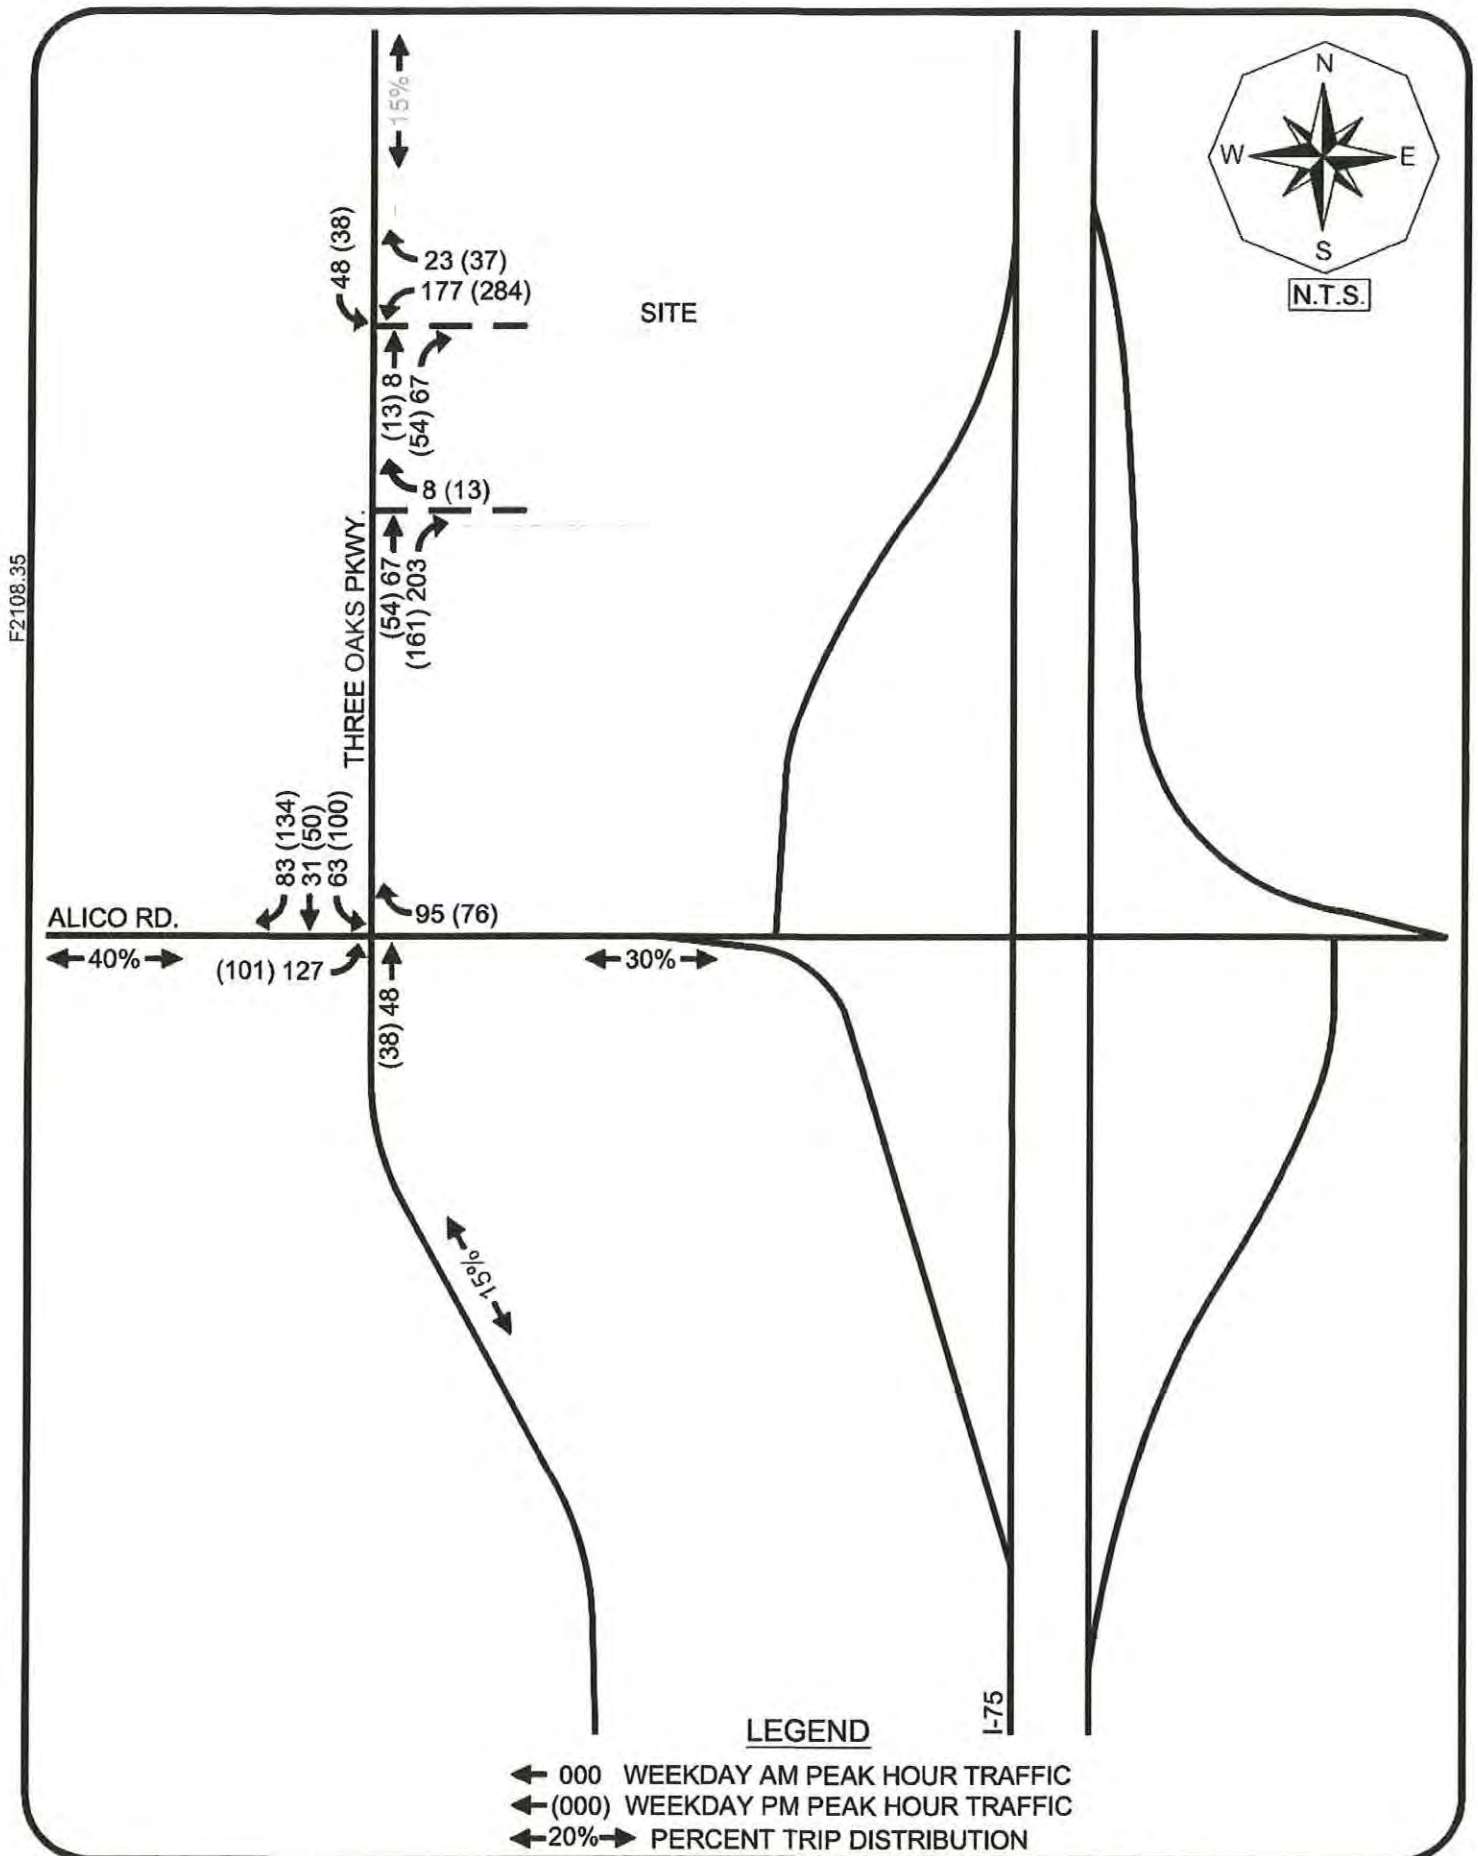 15%
N
W E
S
N.T.S.
48 (38)
23 (37)
177 (284)
SITE
(13) 8
(54) 67
8 (13)
THREE OAKS PKWY.
(54) 67
(161) 203
F2108.35
83 (134)
31 (50)
63 (100)
95 (76)
ALICO RD.
40%
(101) 127
(38) 48
30%
15%
I-75
LEGEND
000 WEEKDAY AM PEAK HOUR TRAFFIC
(000) WEEKDAY PM PEAK HOUR TRAFFIC
20% PERCENT TRIP DISTRIBUTION